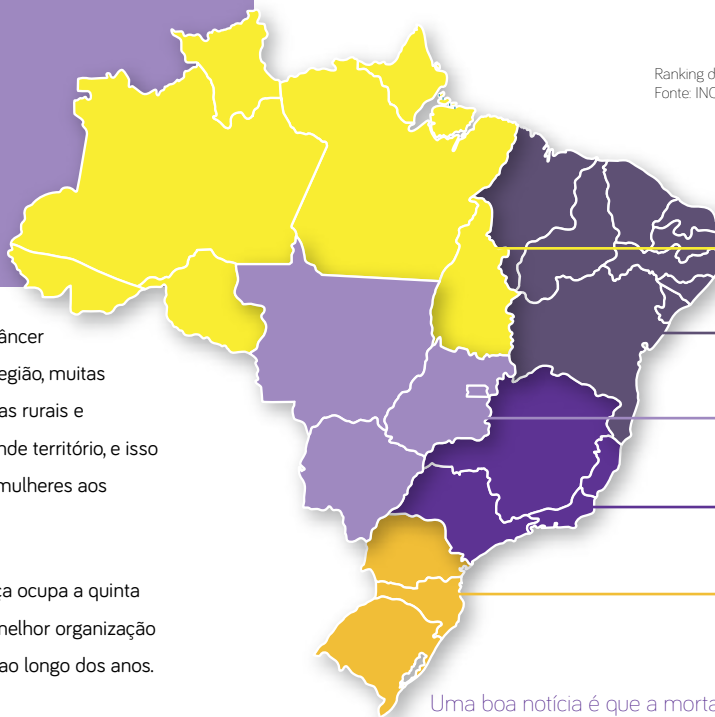 Ranking d
Fonte: INC
âncer
egião, muitas
as rurais e
nde território, e isso
mulheres aos
ça ocupa a quinta
melhor organização
ao longo dos anos.
Uma boa notícia é que a morta